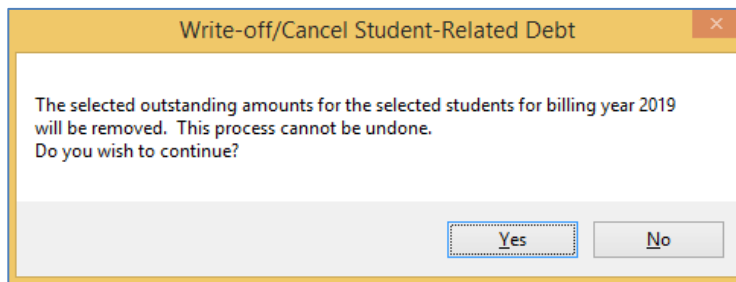 Write-off/Cancel Student-Related Debt
The selected outstanding amounts for the selected students for billing year 2019
will be removed.  This process cannot be undone.
Do you wish to continue?
Yes
No